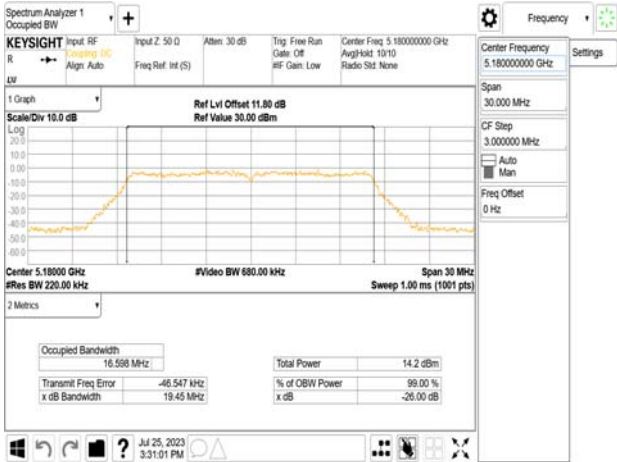 Spectrum Analyzer 1
Occupied BW
KEYSIGHT
R
Input: RF
Coupling: DC
Align: Auto
Input Z: 50 Ω
Freq Ref: Int (S)
Atten: 30 dB
Trig: Free Run
Gate: Off
#IF Gain: Low
Center Freq: 5.180000000 GHz
Avg|Hold: 10/10
Radio Std: None
1 Graph
Scale/Div 10.0 dB
Ref Lvl Offset 11.80 dB
Ref Value 30.00 dBm
Log
20.0
10.0
0.00
-10.0
-20.0
-30.0
-40.0
-50.0
-60.0
Center 5.18000 GHz
#Res BW 220.00 kHz
#Video BW 680.00 kHz
Span 30 MHz
Sweep 1.00 ms (1001 pts)
2 Metrics
Occupied Bandwidth
16.598 MHz
Transmit Freq Error -46.547 kHz
x dB Bandwidth 19.45 MHz
Total Power 14.2 dBm
% of OBW Power 99.00 %
x dB -26.00 dB
Jul 25, 2023
3:31:01 PM
Frequency
Settings
Center Frequency
5.180000000 GHz
Span
30.000 MHz
CF Step
3.000000 MHz
Auto
Man
Freq Offset
0 Hz